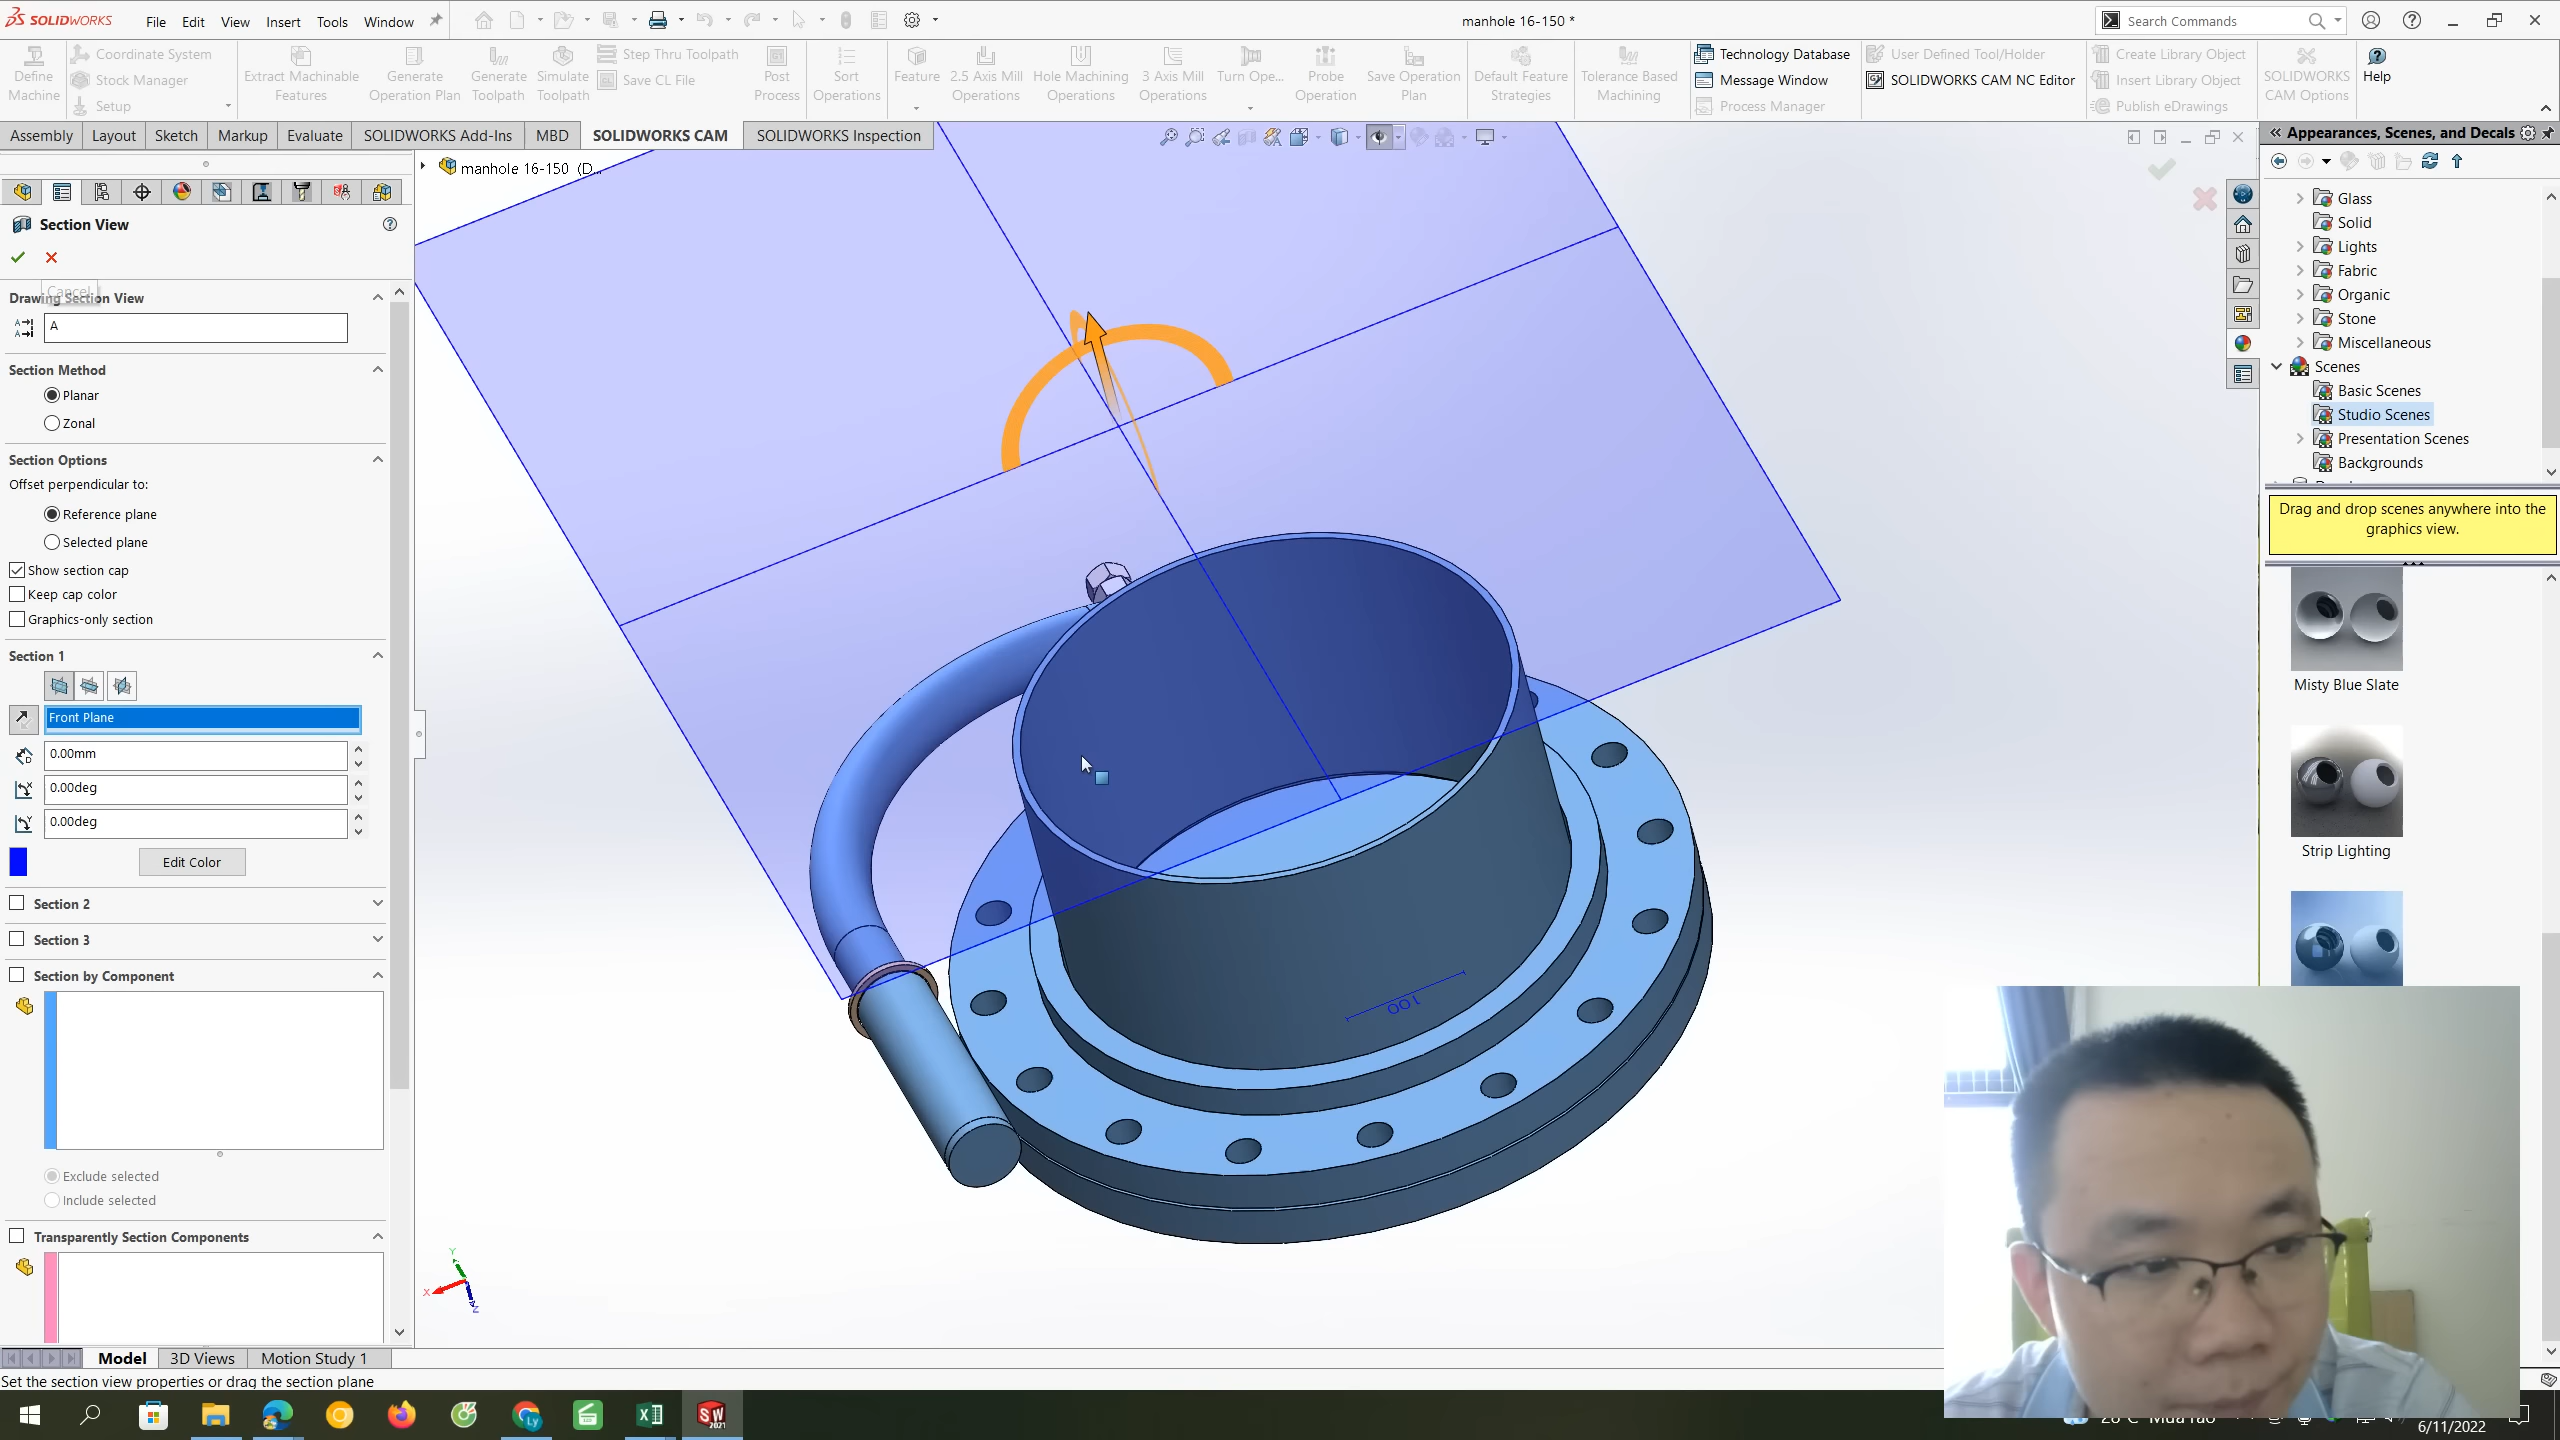 SOLIDWORKS File Edit View Insert Tools Window manhole 16-150 * Search Commands
Define Machine
Coordinate System
Stock Manager
Setup
Extract Machinable Features
Generate Operation Plan
Generate Toolpath
Simulate Toolpath
Step Thru Toolpath
Save CL File
Post Process
Sort Operations
Feature
2.5 Axis Mill Operations
Hole Machining Operations
3 Axis Mill Operations
Turn Ope...
Probe Operation
Save Operation Plan
Default Feature Strategies
Tolerance Based Machining
Technology Database
Message Window
Process Manager
User Defined Tool/Holder
SOLIDWORKS CAM NC Editor
Create Library Object
Insert Library Object
Publish eDrawings
SOLIDWORKS CAM Options
Help
Assembly Layout Sketch Markup Evaluate SOLIDWORKS Add-Ins MBD SOLIDWORKS CAM SOLIDWORKS Inspection
manhole 16-150 (D...
Section View
Cancel
Drawing Section View
A
Section Method
Planar
Zonal
Section Options
Offset perpendicular to:
Reference plane
Selected plane
Show section cap
Keep cap color
Graphics-only section
Section 1
Front Plane
0.00mm
0.00deg
0.00deg
Edit Color
Section 2
Section 3
Section by Component
Exclude selected
Include selected
Transparently Section Components
100
Y
X
Z
Appearances, Scenes, and Decals
Glass
Solid
Lights
Fabric
Organic
Stone
Miscellaneous
Scenes
Basic Scenes
Studio Scenes
Presentation Scenes
Backgrounds
Drag and drop scenes anywhere into the
graphics view.
Misty Blue Slate
Strip Lighting
Model 3D Views Motion Study 1
Set the section view properties or drag the section plane
Ly
SW
2021
6/11/2022